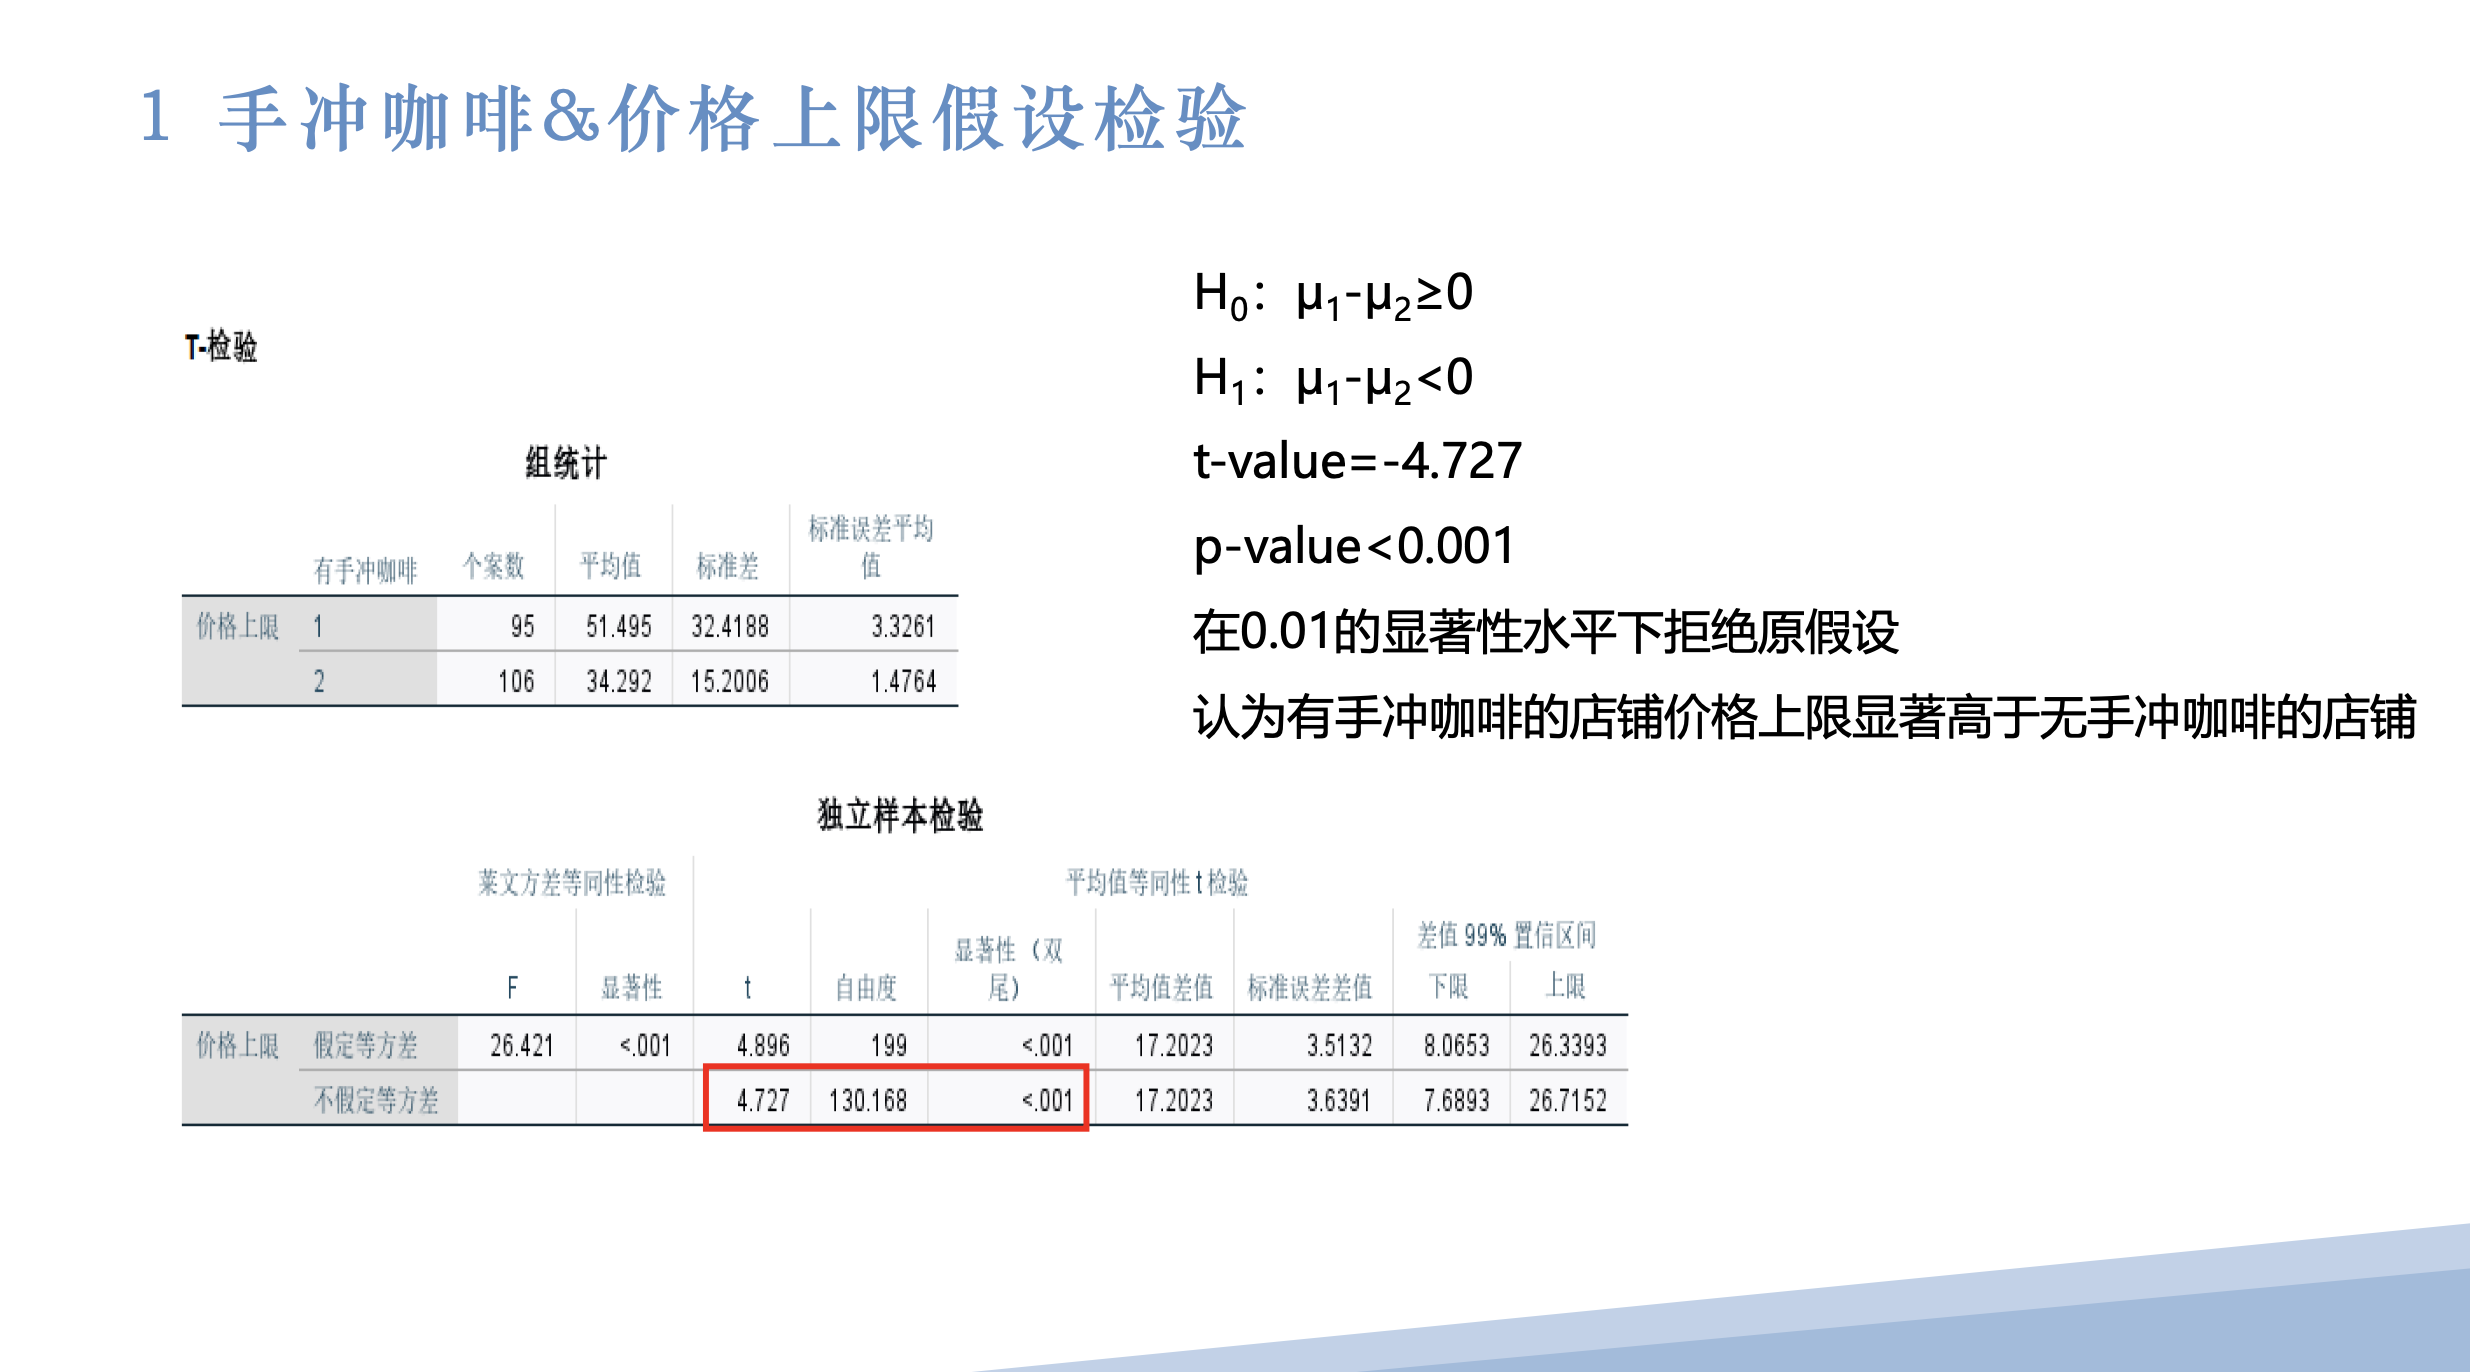 1 手冲咖啡&价格上限假设检验
H₀：μ₁-μ₂≥0
H₁：μ₁-μ₂<0
t-value=-4.727
p-value<0.001
在0.01的显著性水平下拒绝原假设
认为有手冲咖啡的店铺价格上限显著高于无手冲咖啡的店铺
T-检验
组统计
有手冲咖啡 个案数 平均值 标准差 标准误差平均值
价格上限 1 95 51.495 32.4188 3.3261
2 106 34.292 15.2006 1.4764
独立样本检验
莱文方差等同性检验 平均值等同性 t 检验
差值 99% 置信区间
F 显著性 t 自由度 显著性（双尾） 平均值差值 标准误差差值 下限 上限
价格上限 假定等方差 26.421 <.001 4.896 199 <.001 17.2023 3.5132 8.0653 26.3393
不假定等方差 4.727 130.168 <.001 17.2023 3.6391 7.6893 26.7152